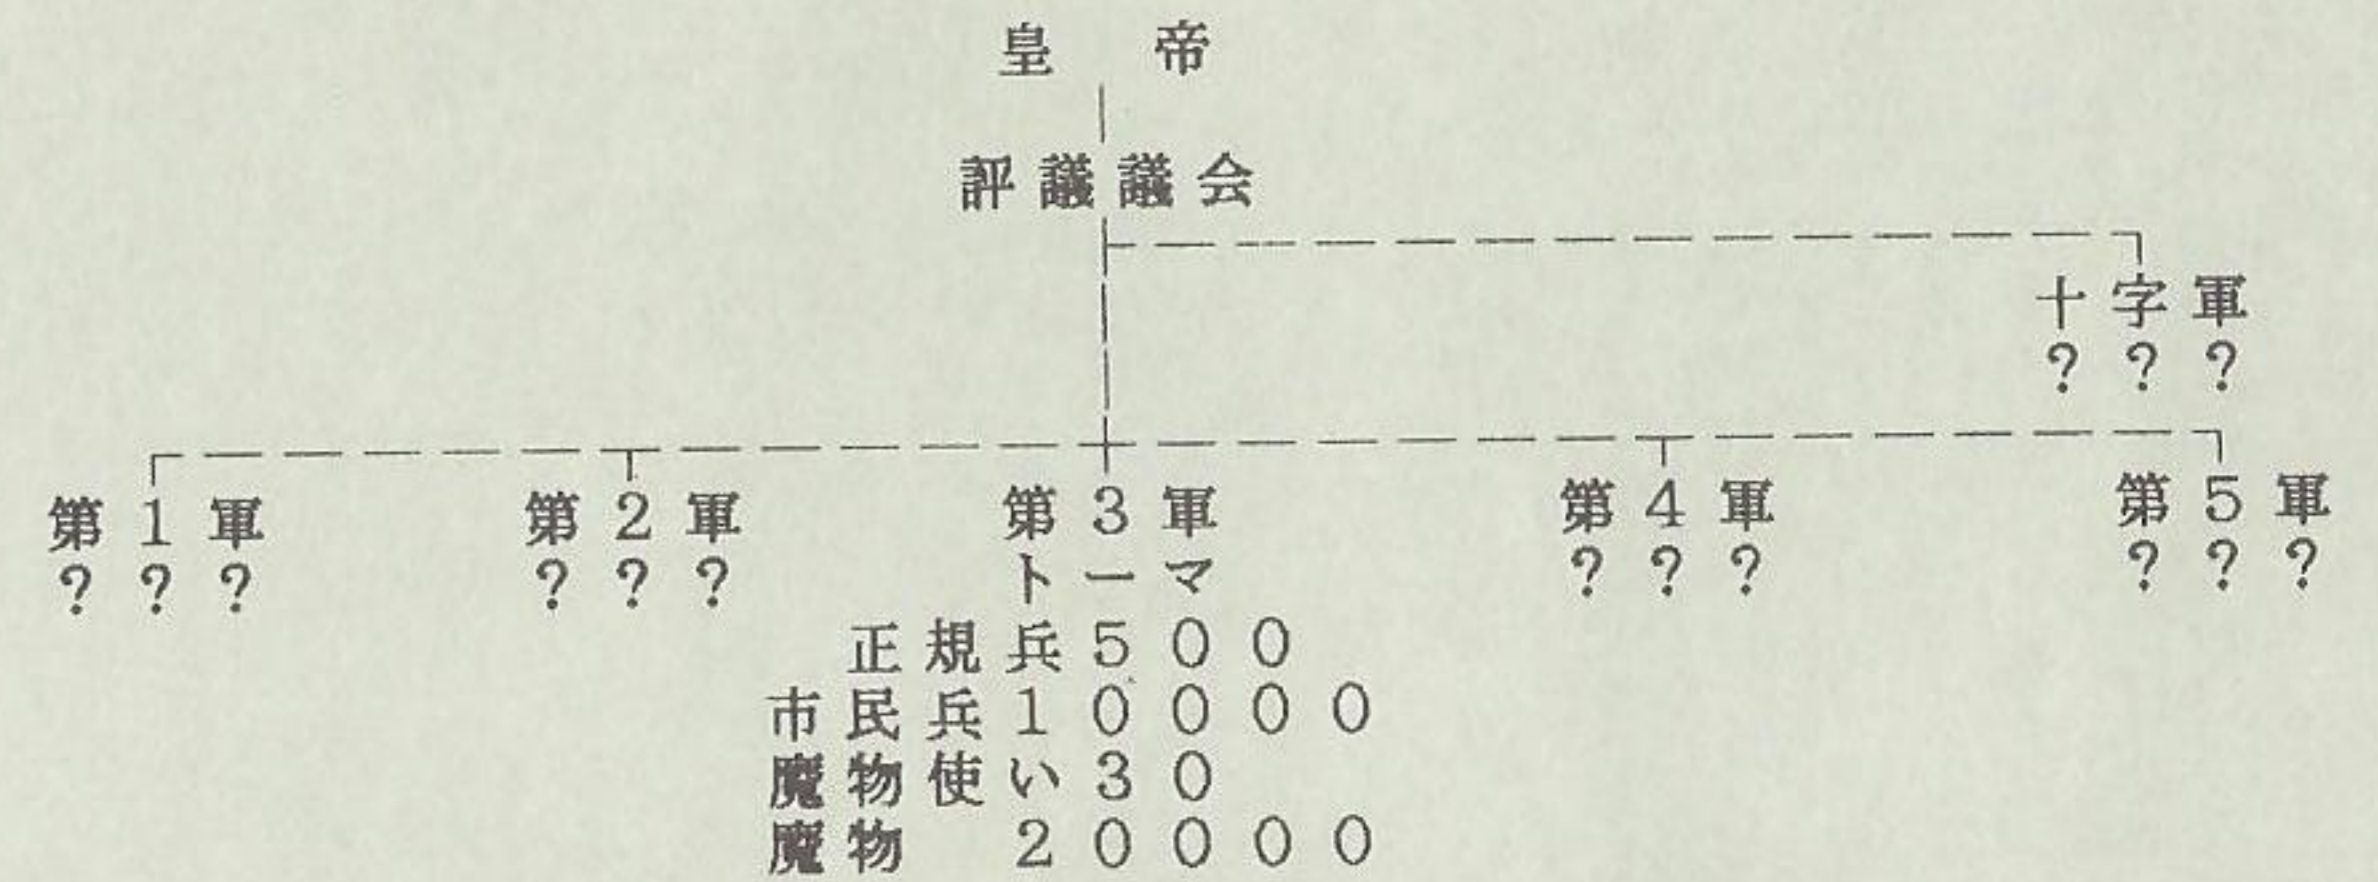 皇 帝
評議議会
十字軍
???
第1軍 第2軍 第3軍 第4軍 第5軍
??? ??? トーマ ??? ???
正規兵500
市民兵10000
魔物使い30
魔物 20000